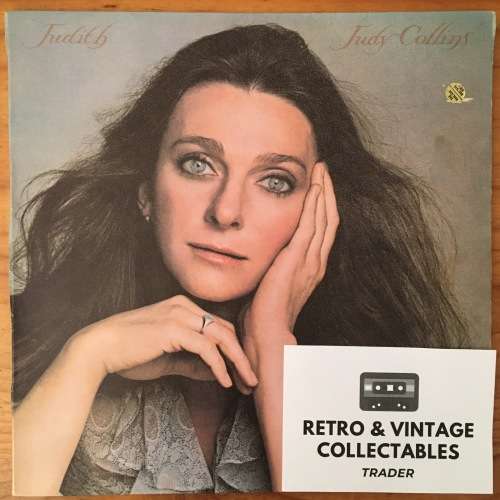 Judith Judy Collins
RETRO & VINTAGE
COLLECTABLES
TRADER